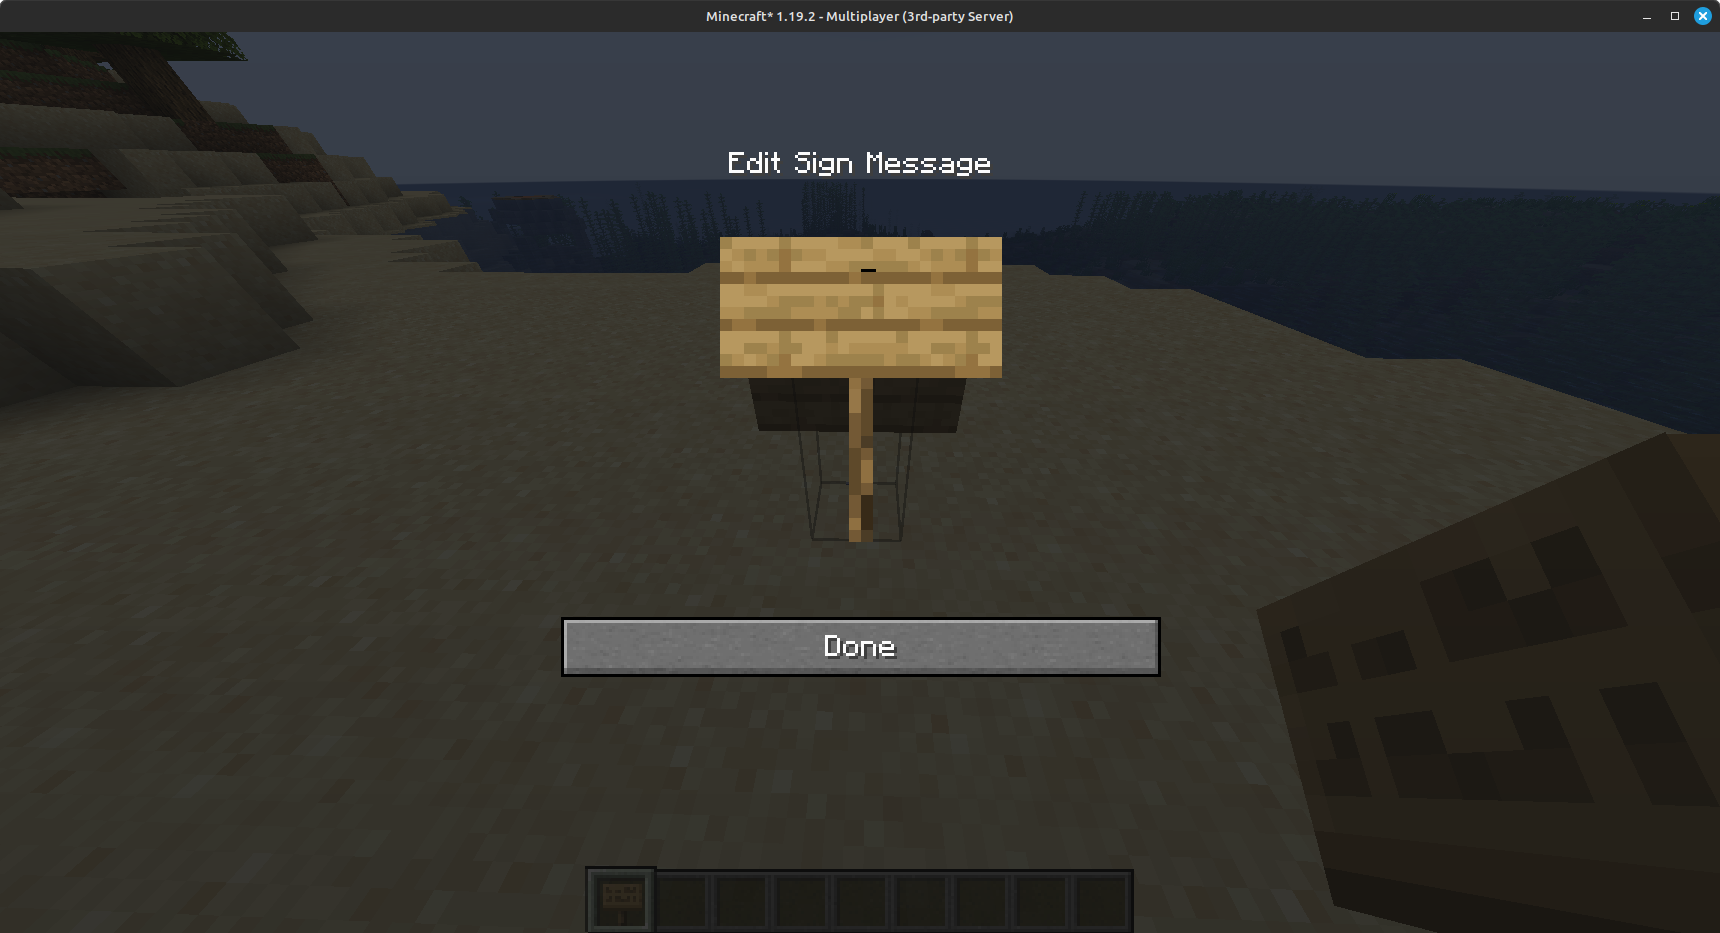 Minecraft* 1.19.2 - Multiplayer (3rd-party Server)
Edit Sign Message
Done